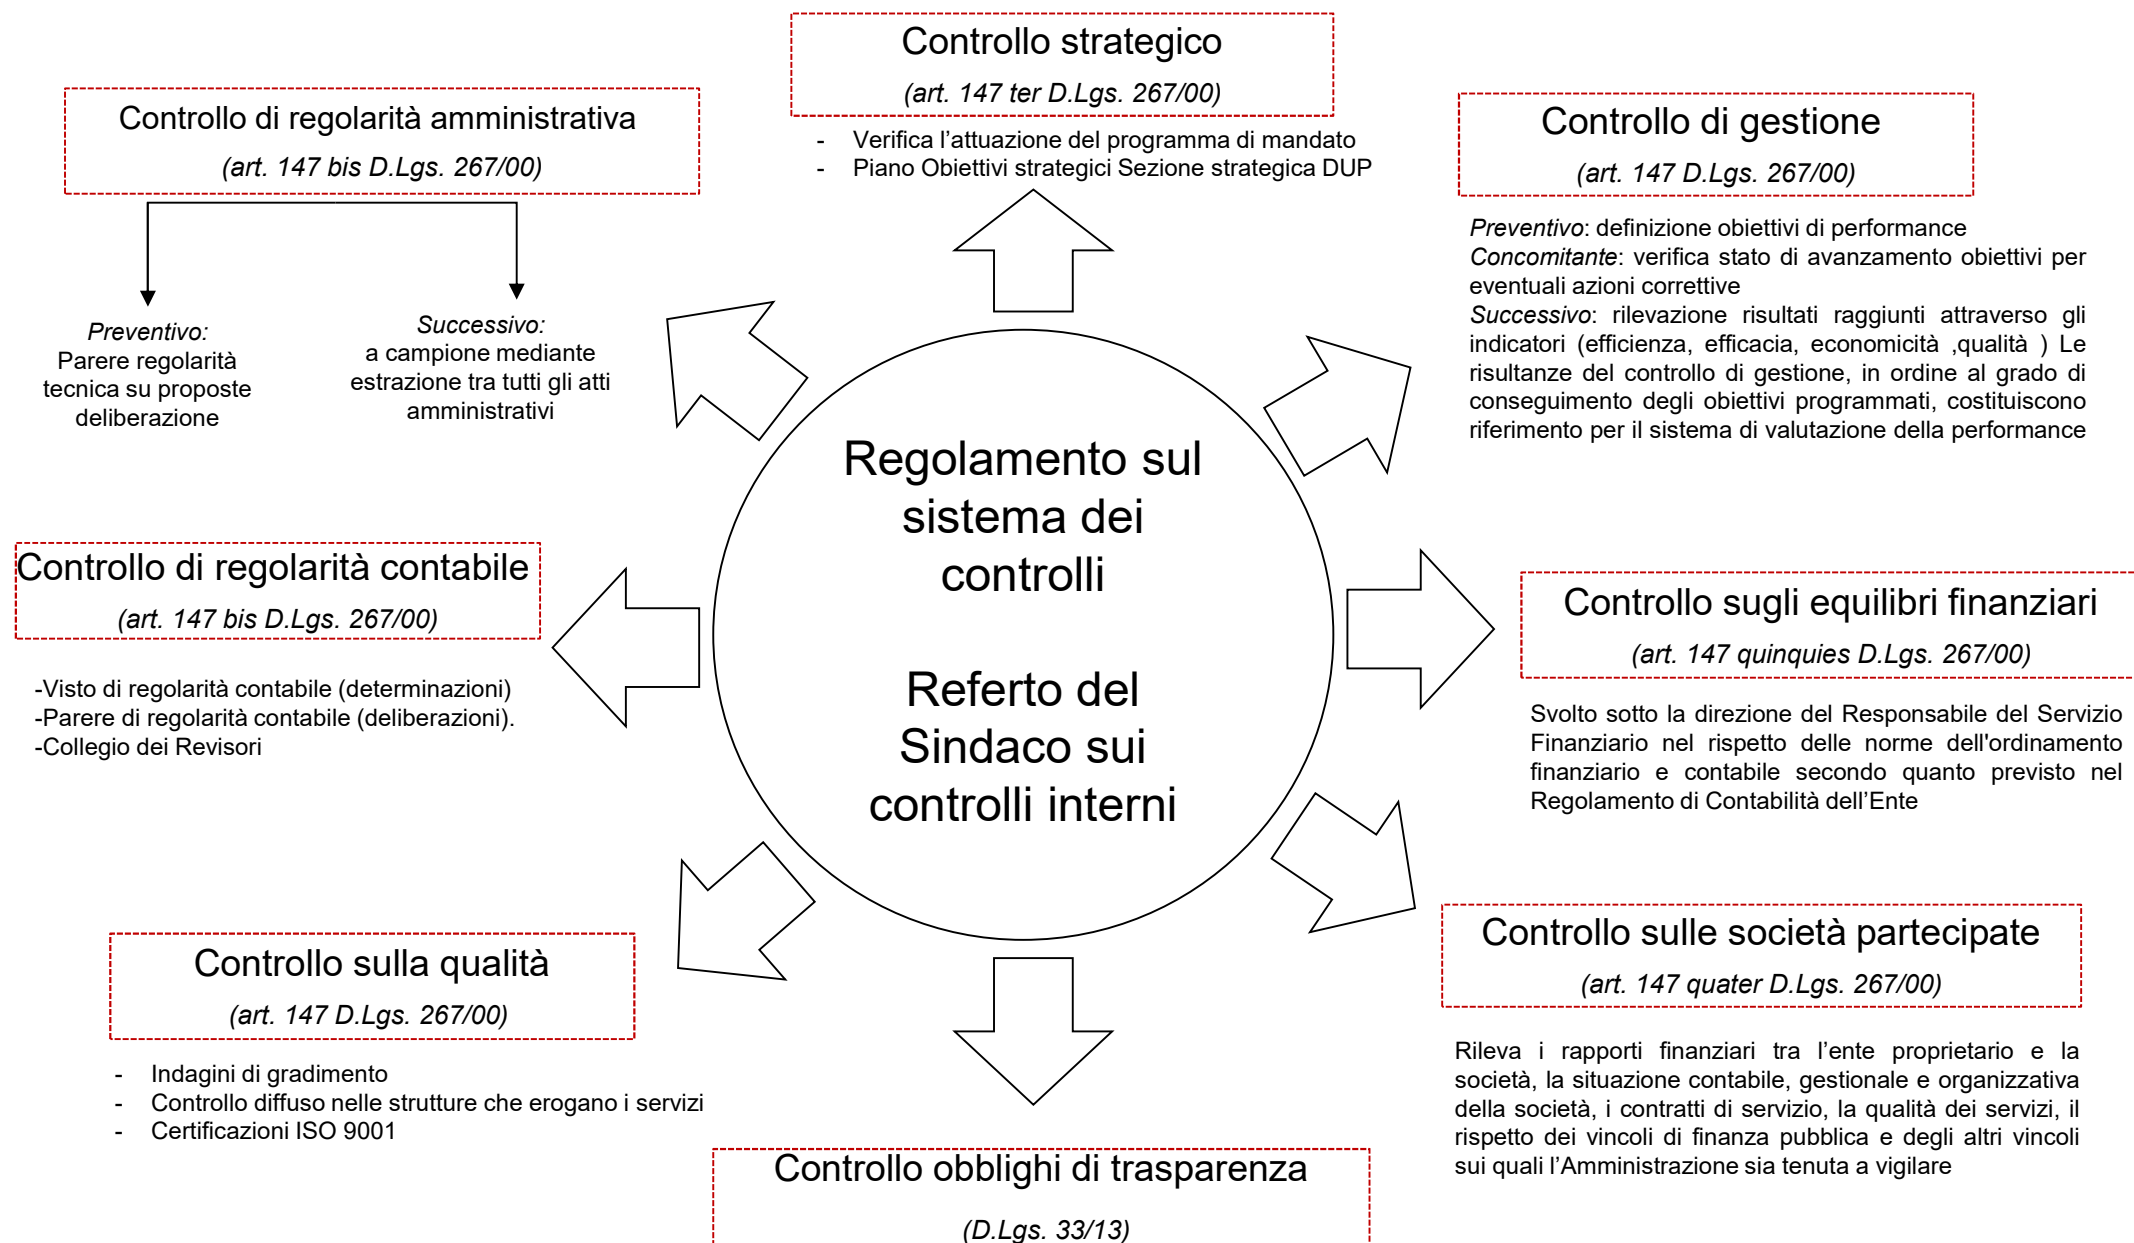 Controllo strategico
(art. 147 ter D.Lgs. 267/00)
- Verifica l'attuazione del programma di mandato
- Piano Obiettivi strategici Sezione strategica DUP
Controllo di regolarità amministrativa
(art. 147 bis D.Lgs. 267/00)
Preventivo:
Parere regolarità
tecnica su proposte
deliberazione
Successivo:
a campione mediante
estrazione tra tutti gli atti
amministrativi
Controllo di gestione
(art. 147 D.Lgs. 267/00)
Preventivo: definizione obiettivi di performance
Concomitante: verifica stato di avanzamento obiettivi per
eventuali azioni correttive
Successivo: rilevazione risultati raggiunti attraverso gli
indicatori (efficienza, efficacia, economicità ,qualità ) Le
risultanze del controllo di gestione, in ordine al grado di
conseguimento degli obiettivi programmati, costituiscono
riferimento per il sistema di valutazione della performance
Regolamento sul
sistema dei
controlli
Referto del
Sindaco sui
controlli interni
Controllo di regolarità contabile
(art. 147 bis D.Lgs. 267/00)
-Visto di regolarità contabile (determinazioni)
-Parere di regolarità contabile (deliberazioni).
-Collegio dei Revisori
Controllo sugli equilibri finanziari
(art. 147 quinquies D.Lgs. 267/00)
Svolto sotto la direzione del Responsabile del Servizio
Finanziario nel rispetto delle norme dell'ordinamento
finanziario e contabile secondo quanto previsto nel
Regolamento di Contabilità dell'Ente
Controllo sulla qualità
(art. 147 D.Lgs. 267/00)
- Indagini di gradimento
- Controllo diffuso nelle strutture che erogano i servizi
- Certificazioni ISO 9001
Controllo sulle società partecipate
(art. 147 quater D.Lgs. 267/00)
Rileva i rapporti finanziari tra l'ente proprietario e la
società, la situazione contabile, gestionale e organizzativa
della società, i contratti di servizio, la qualità dei servizi, il
rispetto dei vincoli di finanza pubblica e degli altri vincoli
sui quali l'Amministrazione sia tenuta a vigilare
Controllo obblighi di trasparenza
(D.Lgs. 33/13)